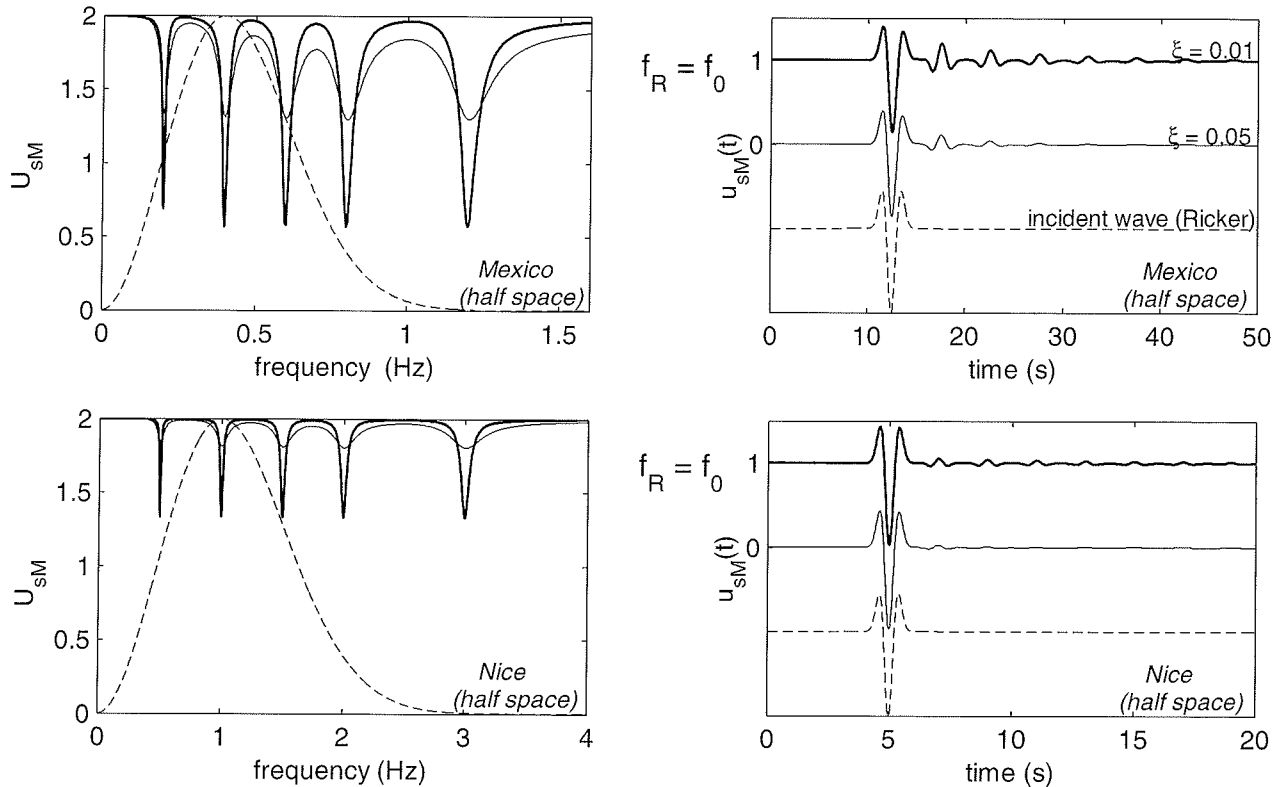 2
1.5
1
0.5
0
U_sM
0
0.5
1
1.5
frequency (Hz)
Mexico
(half space)
f_R = f_0
1
0
u_sM(t)
ξ = 0.01
ξ = 0.05
incident wave (Ricker)
Mexico
(half space)
0
10
20
30
40
50
time (s)
2
1.5
1
0.5
0
U_sM
0
1
2
3
4
frequency (Hz)
Nice
(half space)
f_R = f_0
1
0
u_sM(t)
Nice
(half space)
0
5
10
15
20
time (s)